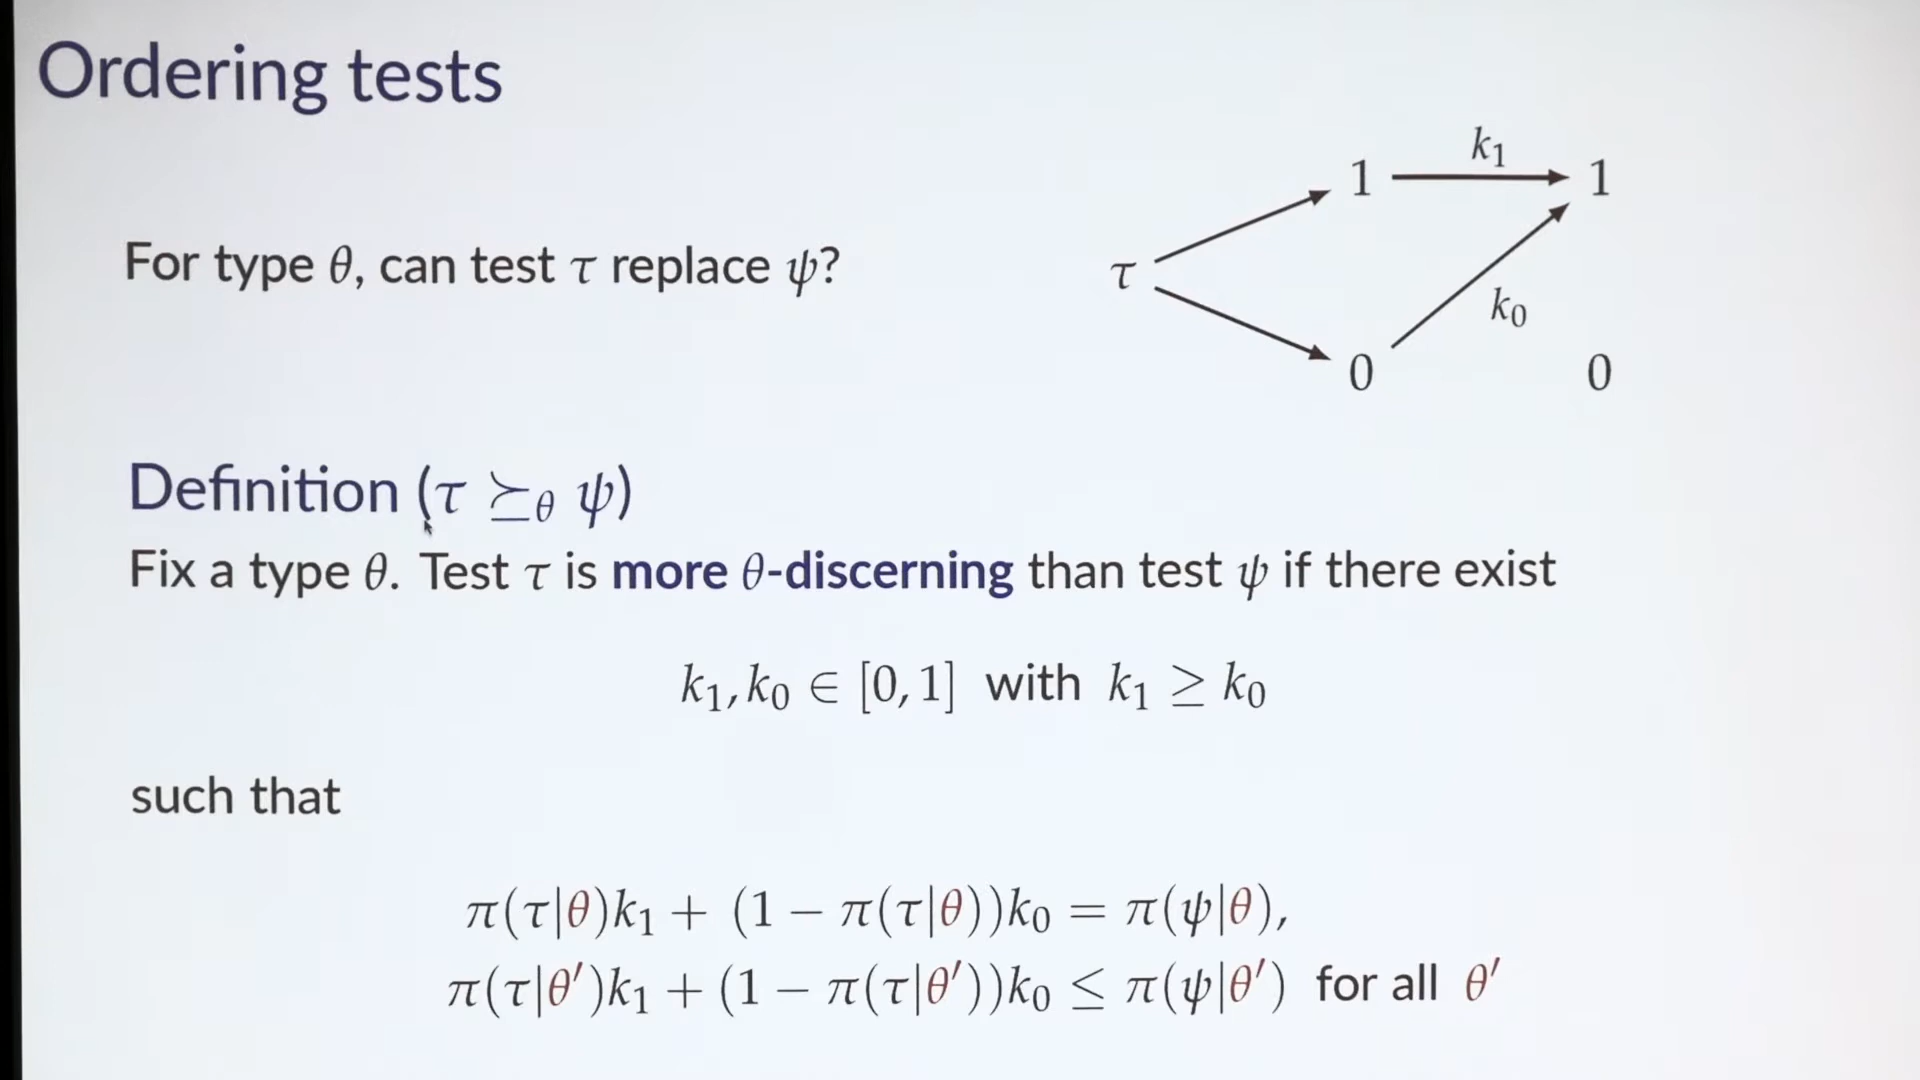 Ordering tests
For type θ, can test τ replace ψ?
τ
1
k₁
1
k₀
0
0
Definition (τ ⪰_θ ψ)
Fix a type θ. Test τ is more θ-discerning than test ψ if there exist
k₁, k₀ ∈ [0, 1] with k₁ ≥ k₀
such that
π(τ|θ)k₁ + (1 − π(τ|θ))k₀ = π(ψ|θ),
π(τ|θ′)k₁ + (1 − π(τ|θ′))k₀ ≤ π(ψ|θ′) for all θ′